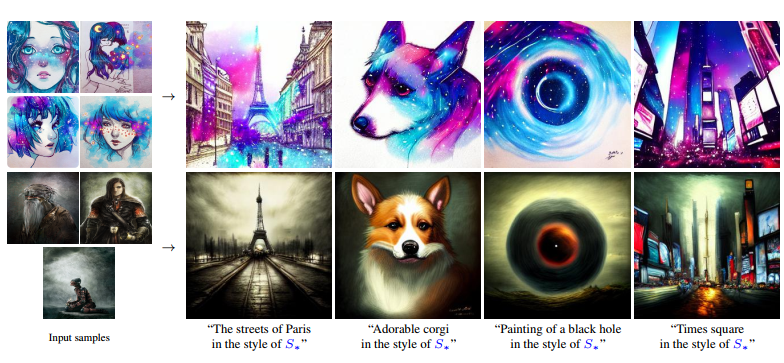 →
→
Input samples
“The streets of Paris
in the style of S*”
“Adorable corgi
in the style of S*”
“Painting of a black hole
in the style of S*”
“Times square
in the style of S*”